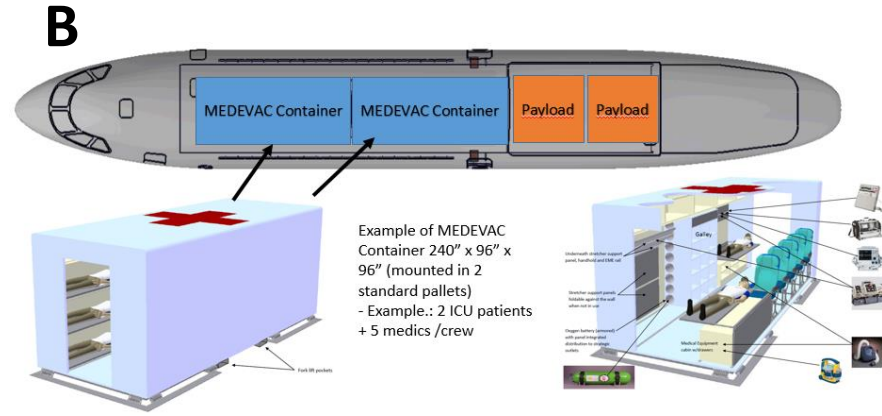 B
MEDEVAC Container
MEDEVAC Container
Payload
Payload
Example of MEDEVAC
Container 240” x 96” x
96” (mounted in 2
standard pallets)
- Example.: 2 ICU patients
+ 5 medics /crew
Fork lift pockets
Galley
Underneath stretcher support
panel, handhold and EME rail
Stretcher support panels
foldable against the wall
when not in use
Oxygen battery (armored)
with panel integrated
distribution to strategic
outlets
Medical Equipment
cabin w/drawers